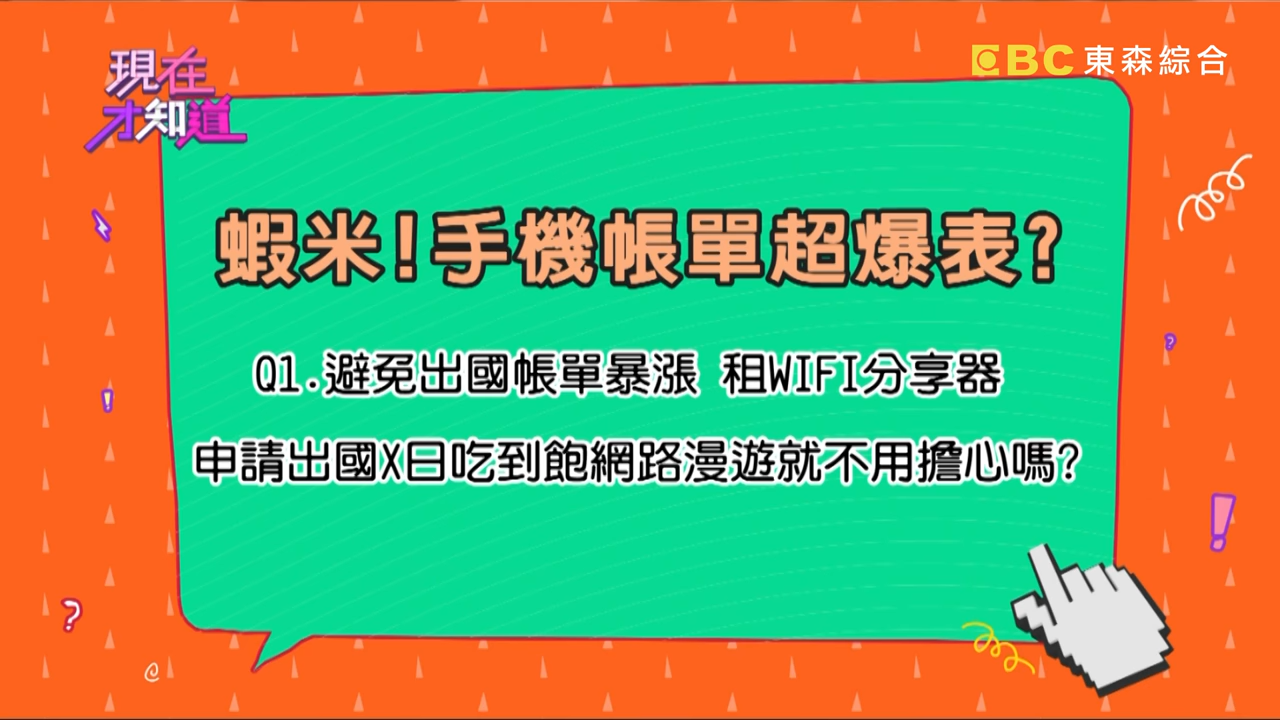 現在
才知道
EBC 東森綜合
蝦米!手機帳單超爆表?
Q1.避免出國帳單暴漲 租WIFI分享器
申請出國X日吃到飽網路漫遊就不用擔心嗎?